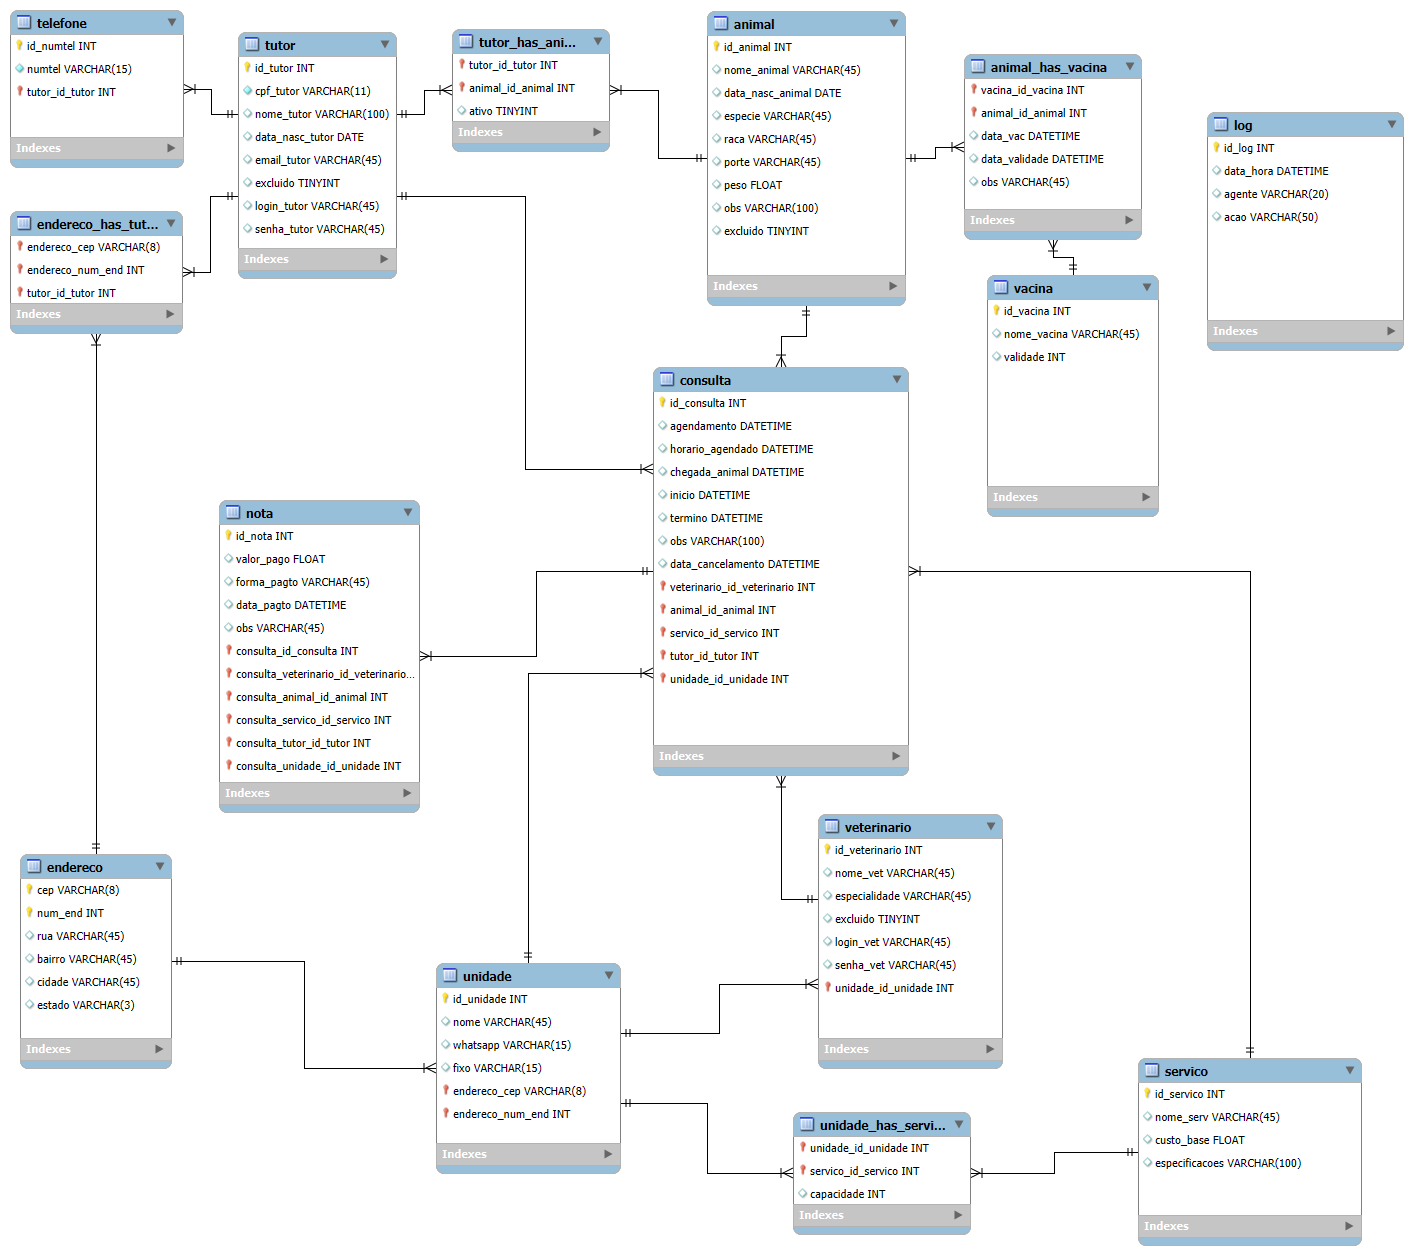 telefone
id_numtel INT
numtel VARCHAR(15)
tutor_id_tutor INT
Indexes
tutor
id_tutor INT
cpf_tutor VARCHAR(11)
nome_tutor VARCHAR(100)
data_nasc_tutor DATE
email_tutor VARCHAR(45)
excluido TINYINT
login_tutor VARCHAR(45)
senha_tutor VARCHAR(45)
Indexes
tutor_has_ani...
tutor_id_tutor INT
animal_id_animal INT
ativo TINYINT
Indexes
animal
id_animal INT
nome_animal VARCHAR(45)
data_nasc_animal DATE
especie VARCHAR(45)
raca VARCHAR(45)
porte VARCHAR(45)
peso FLOAT
obs VARCHAR(100)
excluido TINYINT
Indexes
animal_has_vacina
vacina_id_vacina INT
animal_id_animal INT
data_vac DATETIME
data_validade DATETIME
obs VARCHAR(45)
Indexes
log
id_log INT
data_hora DATETIME
agente VARCHAR(20)
acao VARCHAR(50)
Indexes
endereco_has_tut...
endereco_cep VARCHAR(8)
endereco_num_end INT
tutor_id_tutor INT
Indexes
vacina
id_vacina INT
nome_vacina VARCHAR(45)
validade INT
Indexes
consulta
id_consulta INT
agendamento DATETIME
horario_agendado DATETIME
chegada_animal DATETIME
inicio DATETIME
termino DATETIME
obs VARCHAR(100)
data_cancelamento DATETIME
veterinario_id_veterinario INT
animal_id_animal INT
servico_id_servico INT
tutor_id_tutor INT
unidade_id_unidade INT
Indexes
nota
id_nota INT
valor_pago FLOAT
forma_pagto VARCHAR(45)
data_pagto DATETIME
obs VARCHAR(45)
consulta_id_consulta INT
consulta_veterinario_id_veterinario...
consulta_animal_id_animal INT
consulta_servico_id_servico INT
consulta_tutor_id_tutor INT
consulta_unidade_id_unidade INT
Indexes
veterinario
id_veterinario INT
nome_vet VARCHAR(45)
especialidade VARCHAR(45)
excluido TINYINT
login_vet VARCHAR(45)
senha_vet VARCHAR(45)
unidade_id_unidade INT
Indexes
endereco
cep VARCHAR(8)
num_end INT
rua VARCHAR(45)
bairro VARCHAR(45)
cidade VARCHAR(45)
estado VARCHAR(3)
Indexes
unidade
id_unidade INT
nome VARCHAR(45)
whatsapp VARCHAR(15)
fixo VARCHAR(15)
endereco_cep VARCHAR(8)
endereco_num_end INT
Indexes
unidade_has_servi...
unidade_id_unidade INT
servico_id_servico INT
capacidade INT
Indexes
servico
id_servico INT
nome_serv VARCHAR(45)
custo_base FLOAT
especificacoes VARCHAR(100)
Indexes